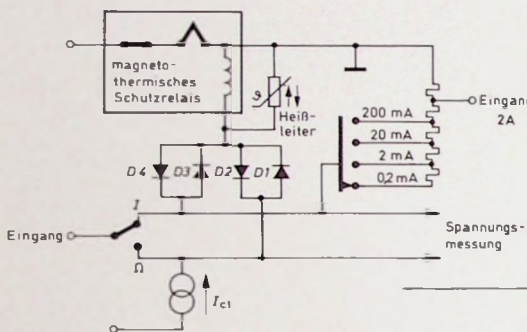 magneto-
thermisches
Schutzrelais
ϑ
Heiß-
leiter
Eingang
2A
200 mA
20 mA
2 mA
0,2 mA
D4
D3
D2
D1
I
Eingang
Ω
Spannungs-
messung
Ic1